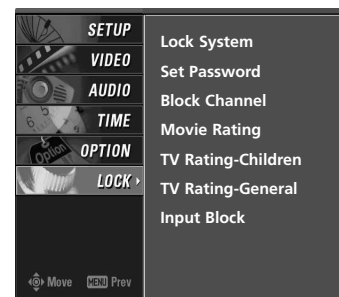 SETUP
VIDEO
AUDIO
TIME
OPTION
LOCK
Move MENU Prev
Lock System
Set Password
Block Channel
Movie Rating
TV Rating-Children
TV Rating-General
Input Block